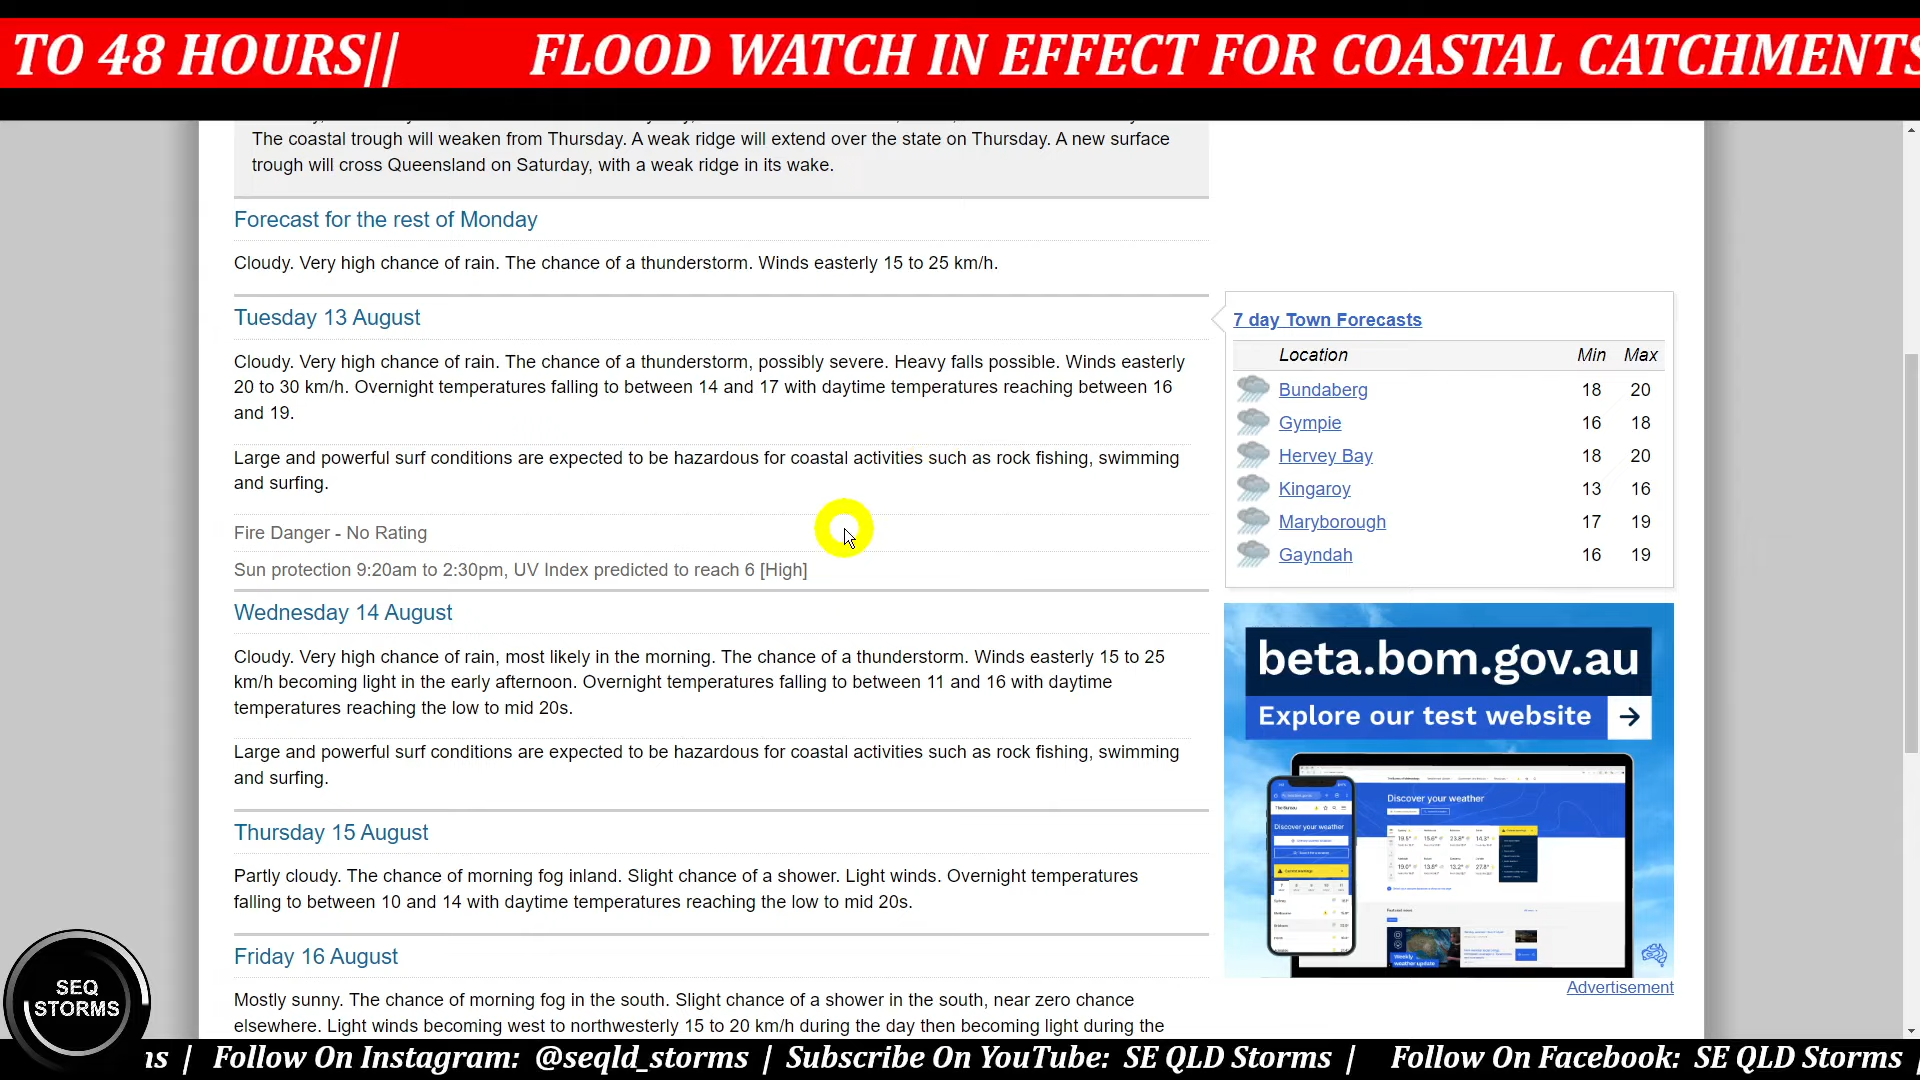 TO 48 HOURS|| FLOOD WATCH IN EFFECT FOR COASTAL CATCHMENTS
The coastal trough will weaken from Thursday. A weak ridge will extend over the state on Thursday. A new surface
trough will cross Queensland on Saturday, with a weak ridge in its wake.
Forecast for the rest of Monday
Cloudy. Very high chance of rain. The chance of a thunderstorm. Winds easterly 15 to 25 km/h.
Tuesday 13 August
Cloudy. Very high chance of rain. The chance of a thunderstorm, possibly severe. Heavy falls possible. Winds easterly
20 to 30 km/h. Overnight temperatures falling to between 14 and 17 with daytime temperatures reaching between 16
and 19.
Large and powerful surf conditions are expected to be hazardous for coastal activities such as rock fishing, swimming
and surfing.
Fire Danger - No Rating
Sun protection 9:20am to 2:30pm, UV Index predicted to reach 6 [High]
Wednesday 14 August
Cloudy. Very high chance of rain, most likely in the morning. The chance of a thunderstorm. Winds easterly 15 to 25
km/h becoming light in the early afternoon. Overnight temperatures falling to between 11 and 16 with daytime
temperatures reaching the low to mid 20s.
Large and powerful surf conditions are expected to be hazardous for coastal activities such as rock fishing, swimming
and surfing.
Thursday 15 August
Partly cloudy. The chance of morning fog inland. Slight chance of a shower. Light winds. Overnight temperatures
falling to between 10 and 14 with daytime temperatures reaching the low to mid 20s.
Friday 16 August
Mostly sunny. The chance of morning fog in the south. Slight chance of a shower in the south, near zero chance
elsewhere. Light winds becoming west to northwesterly 15 to 20 km/h during the day then becoming light during the
7 day Town Forecasts
Location Min Max
Bundaberg 18 20
Gympie 16 18
Hervey Bay 18 20
Kingaroy 13 16
Maryborough 17 19
Gayndah 16 19
beta.bom.gov.au
Explore our test website
Discover your weather
Discover your weather
Weekly
weather update
Advertisement
SEQ
STORMS
ns | Follow On Instagram: @seqld_storms | Subscribe On YouTube: SE QLD Storms | Follow On Facebook: SE QLD Storms